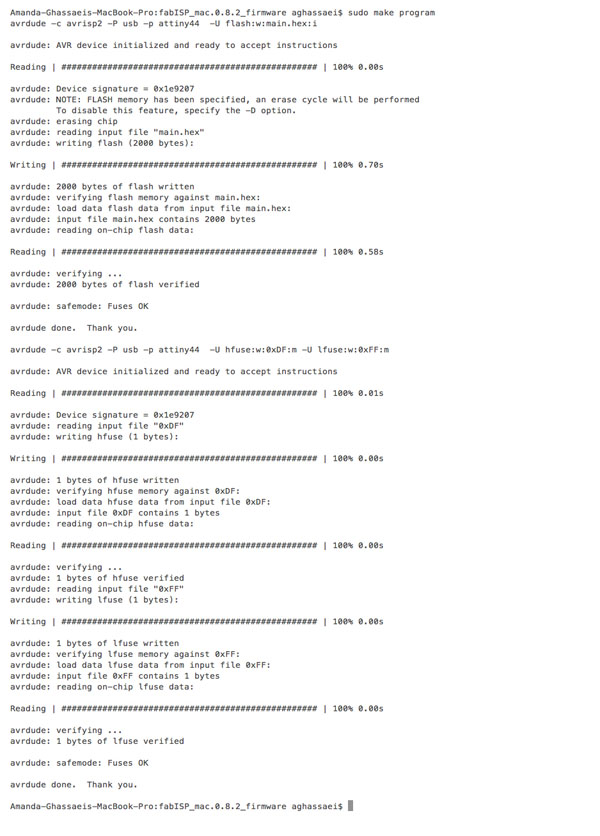 Amanda-Ghassaeis-MacBook-Pro:fabISP_mac.0.8.2_firmware aghassaei$ sudo make program
avrdude -c avrisp2 -P usb -p attiny44  -U flash:w:main.hex:i
avrdude: AVR device initialized and ready to accept instructions
Reading | ################################################## | 100% 0.00s
avrdude: Device signature = 0x1e9207
avrdude: NOTE: FLASH memory has been specified, an erase cycle will be performed
         To disable this feature, specify the -D option.
avrdude: erasing chip
avrdude: reading input file "main.hex"
avrdude: writing flash (2000 bytes):
Writing | ################################################## | 100% 0.70s
avrdude: 2000 bytes of flash written
avrdude: verifying flash memory against main.hex:
avrdude: load data flash data from input file main.hex:
avrdude: input file main.hex contains 2000 bytes
avrdude: reading on-chip flash data:
Reading | ################################################## | 100% 0.58s
avrdude: verifying ...
avrdude: 2000 bytes of flash verified
avrdude: safemode: Fuses OK
avrdude done.  Thank you.
avrdude -c avrisp2 -P usb -p attiny44  -U hfuse:w:0xDF:m -U lfuse:w:0xFF:m
avrdude: AVR device initialized and ready to accept instructions
Reading | ################################################## | 100% 0.01s
avrdude: Device signature = 0x1e9207
avrdude: reading input file "0xDF"
avrdude: writing hfuse (1 bytes):
Writing | ################################################## | 100% 0.00s
avrdude: 1 bytes of hfuse written
avrdude: verifying hfuse memory against 0xDF:
avrdude: load data hfuse data from input file 0xDF:
avrdude: input file 0xDF contains 1 bytes
avrdude: reading on-chip hfuse data:
Reading | ################################################## | 100% 0.00s
avrdude: verifying ...
avrdude: 1 bytes of hfuse verified
avrdude: reading input file "0xFF"
avrdude: writing lfuse (1 bytes):
Writing | ################################################## | 100% 0.00s
avrdude: 1 bytes of lfuse written
avrdude: verifying lfuse memory against 0xFF:
avrdude: load data lfuse data from input file 0xFF:
avrdude: input file 0xFF contains 1 bytes
avrdude: reading on-chip lfuse data:
Reading | ################################################## | 100% 0.00s
avrdude: verifying ...
avrdude: 1 bytes of lfuse verified
avrdude: safemode: Fuses OK
avrdude done.  Thank you.
Amanda-Ghassaeis-MacBook-Pro:fabISP_mac.0.8.2_firmware aghassaei$